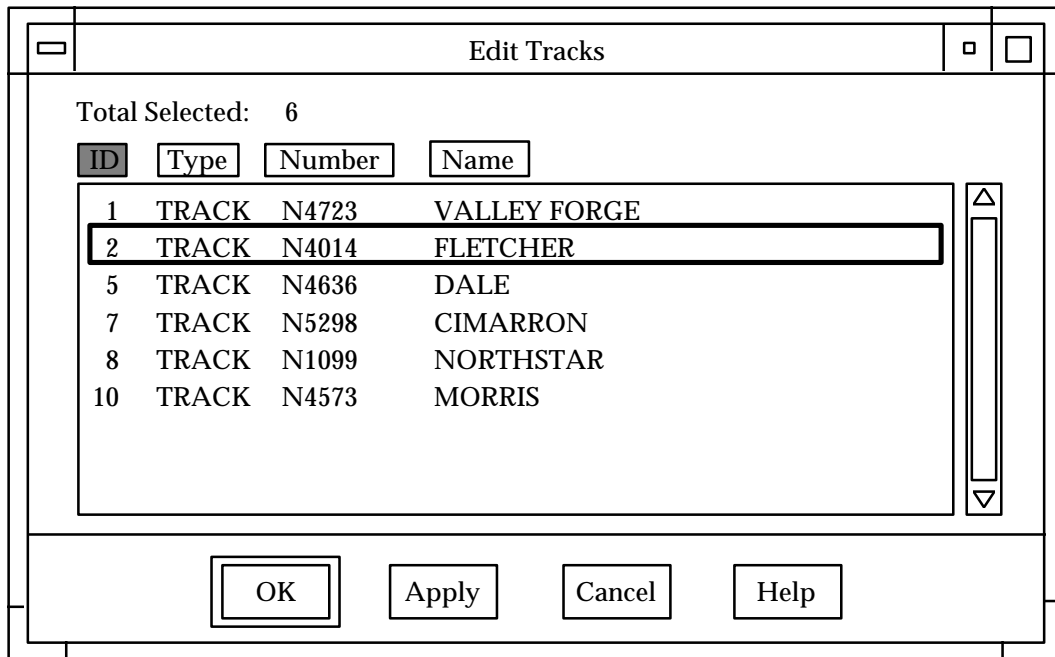 Edit Tracks
Total Selected: 6
ID Type Number Name
1 TRACK N4723 VALLEY FORGE
2 TRACK N4014 FLETCHER
5 TRACK N4636 DALE
7 TRACK N5298 CIMARRON
8 TRACK N1099 NORTHSTAR
10 TRACK N4573 MORRIS
OK Apply Cancel Help